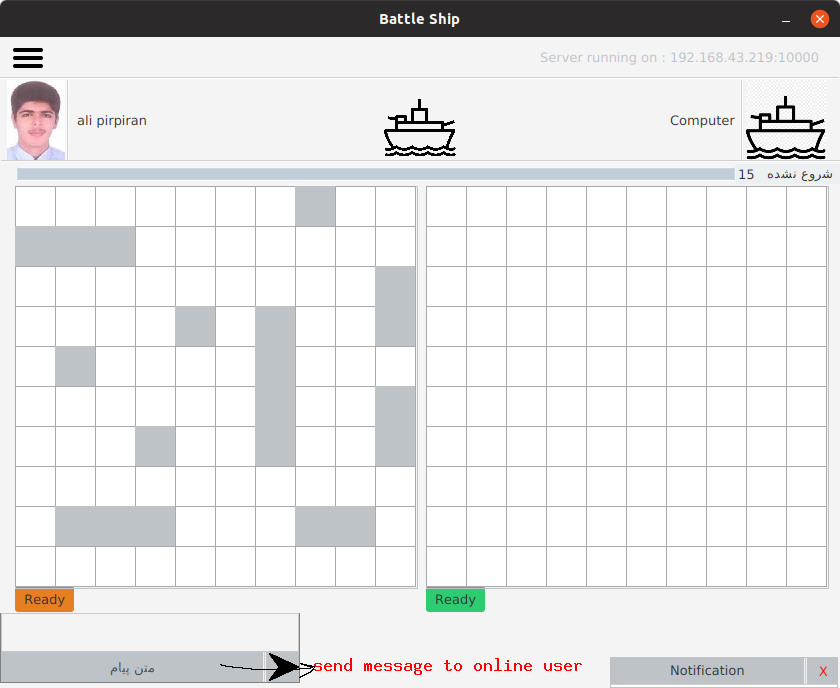 Battle Ship
Server running on : 192.168.43.219:10000
ali pirpiran
Computer
15 شروع نشده
Ready
Ready
متن پیام
send message to online user
Notification
X